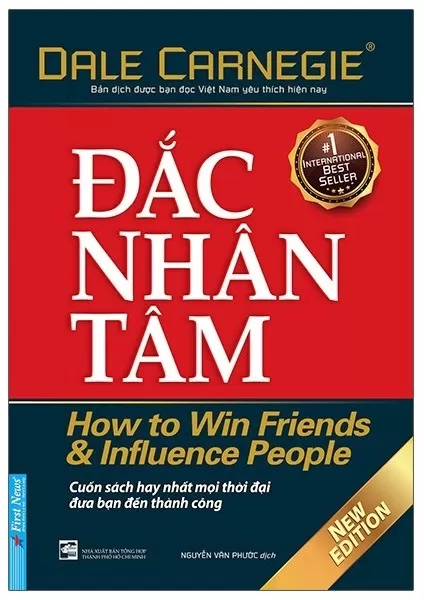 DALE CARNEGIE®
Bản dịch được bạn đọc Việt Nam yêu thích hiện nay
#1
INTERNATIONAL
BEST
SELLER
ĐẮC
NHÂN
TÂM
How to Win Friends
& Influence People
Cuốn sách hay nhất mọi thời đại
đưa bạn đến thành công
NEW
EDITION
First News
NHÀ XUẤT BẢN TỔNG HỢP
THÀNH PHỐ HỒ CHÍ MINH
NGUYỄN VĂN PHƯỚC dịch